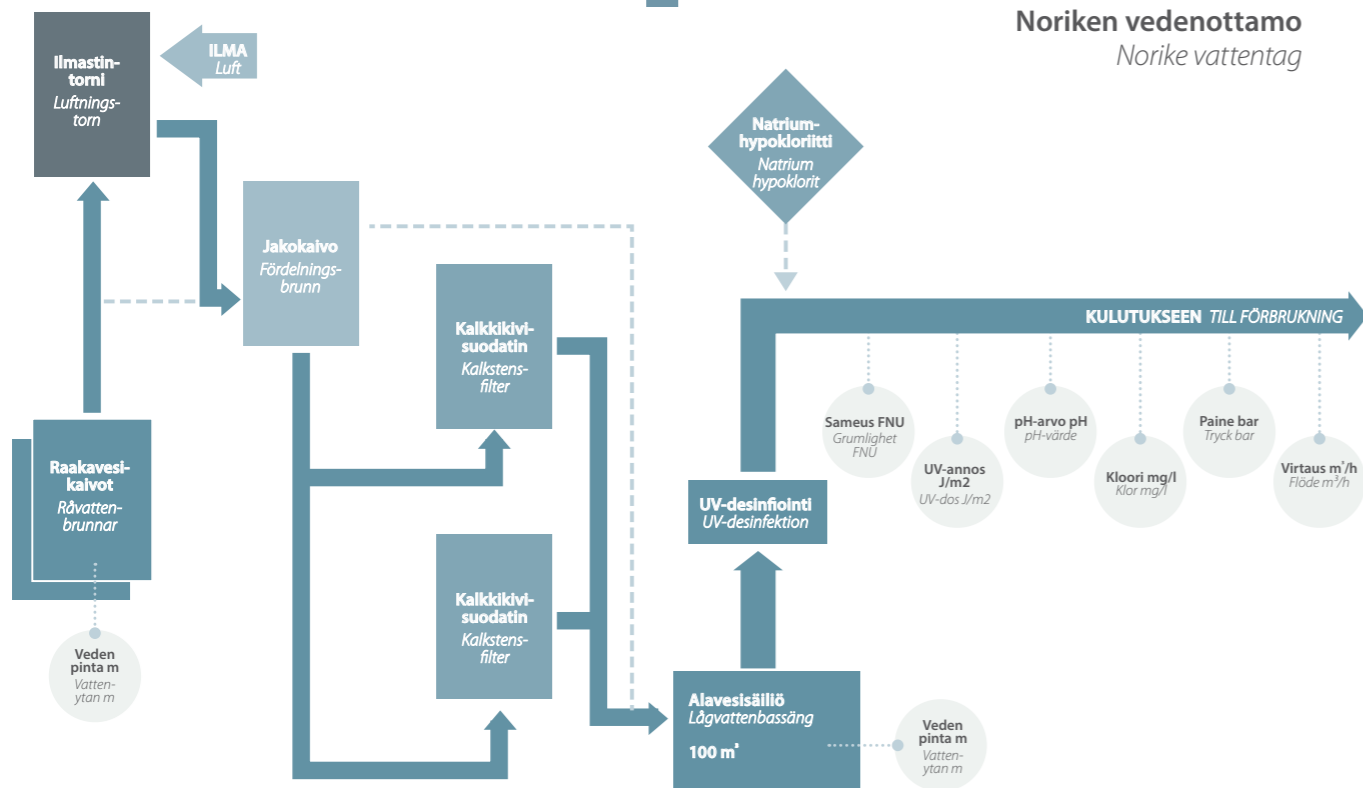 Noriken vedenottamo
Norike vattentag
Ilmastin-
torni
Luftnings-
torn
ILMA
Luft
Natrium-
hypokloriitti
Natrium
hypoklorit
Jakokaivo
Fördelnings-
brunn
Kalkkikivi-
suodatin
Kalkstens-
filter
KULUTUKSEEN TILL FÖRBRUKNING
Sameus FNU
Grumlighet
FNU
UV-annos
J/m2
UV-dos J/m2
pH-arvo pH
pH-värde
Kloori mg/l
Klor mg/l
Paine bar
Tryck bar
Virtaus m³/h
Flöde m³/h
Raakavesi-
kaivot
Råvatten-
brunnar
UV-desinfiointi
UV-desinfektion
Kalkkikivi-
suodatin
Kalkstens-
filter
Veden
pinta m
Vatten-
ytan m
Alavesisäiliö
Lågvattenbassäng
100 m³
Veden
pinta m
Vatten-
ytan m